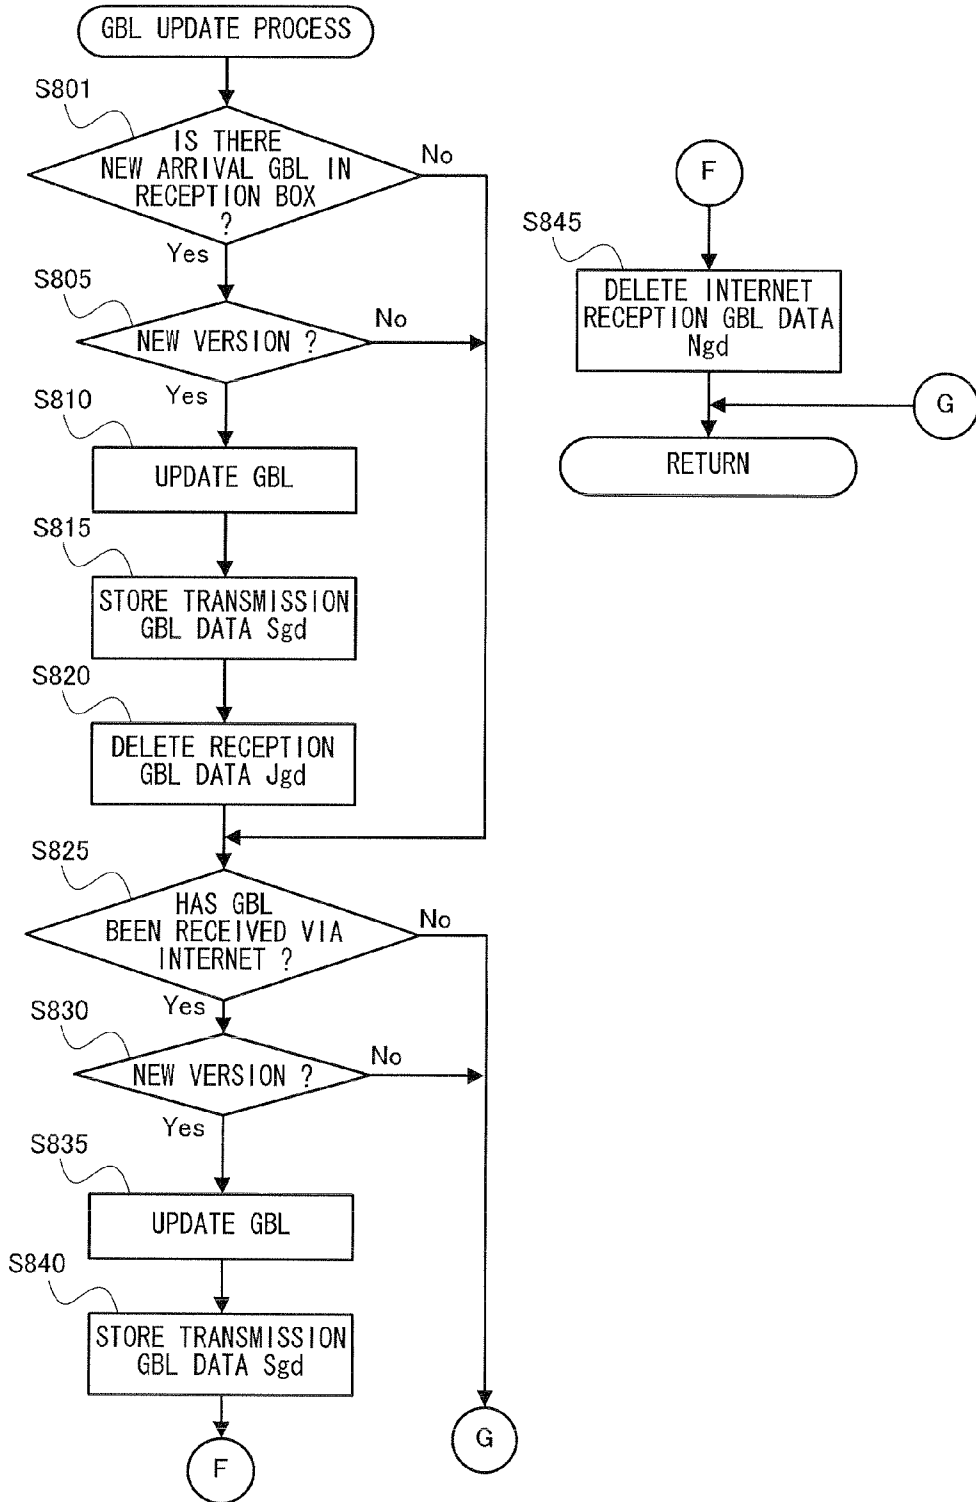 GBL UPDATE PROCESS
S801
IS THERE
NEW ARRIVAL GBL IN
RECEPTION BOX
?
No
Yes
S805
NEW VERSION ?
No
Yes
S810
UPDATE GBL
S815
STORE TRANSMISSION
GBL DATA Sgd
S820
DELETE RECEPTION
GBL DATA Jgd
S825
HAS GBL
BEEN RECEIVED VIA
INTERNET ?
No
Yes
S830
NEW VERSION ?
No
Yes
S835
UPDATE GBL
S840
STORE TRANSMISSION
GBL DATA Sgd
F
G
F
S845
DELETE INTERNET
RECEPTION GBL DATA
Ngd
G
RETURN